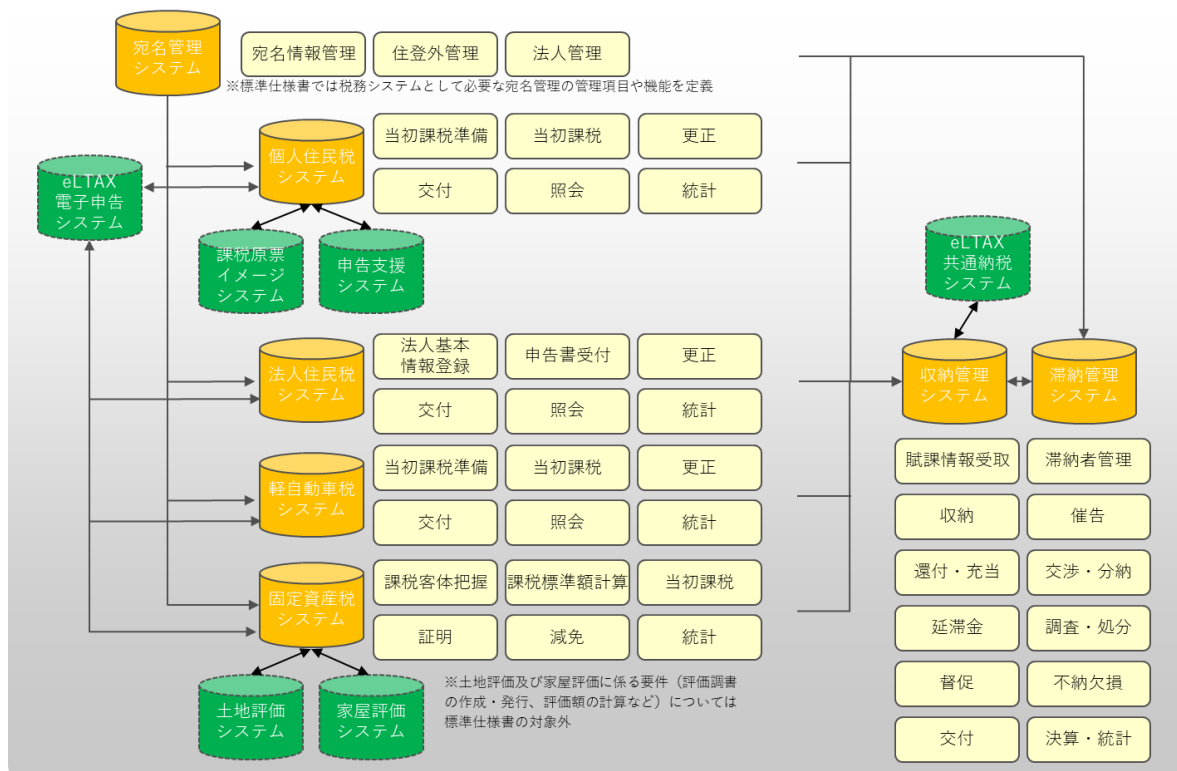 宛名管理
システム
宛名情報管理
住登外管理
法人管理
※標準仕様書では税務システムとして必要な宛名管理の管理項目や機能を定義
eLTAX
電子申告
システム
個人住民税
システム
当初課税準備
当初課税
更正
交付
照会
統計
課税原票
イメージ
システム
申告支援
システム
法人住民税
システム
法人基本
情報登録
申告書受付
更正
交付
照会
統計
軽自動車税
システム
当初課税準備
当初課税
更正
交付
照会
統計
固定資産税
システム
課税客体把握
課税標準額計算
当初課税
証明
減免
統計
土地評価
システム
家屋評価
システム
※土地評価及び家屋評価に係る要件（評価調書
の作成・発行、評価額の計算など）については
標準仕様書の対象外
eLTAX
共通納税
システム
収納管理
システム
滞納管理
システム
賦課情報受取
滞納者管理
収納
催告
還付・充当
交渉・分納
延滞金
調査・処分
督促
不納欠損
交付
決算・統計